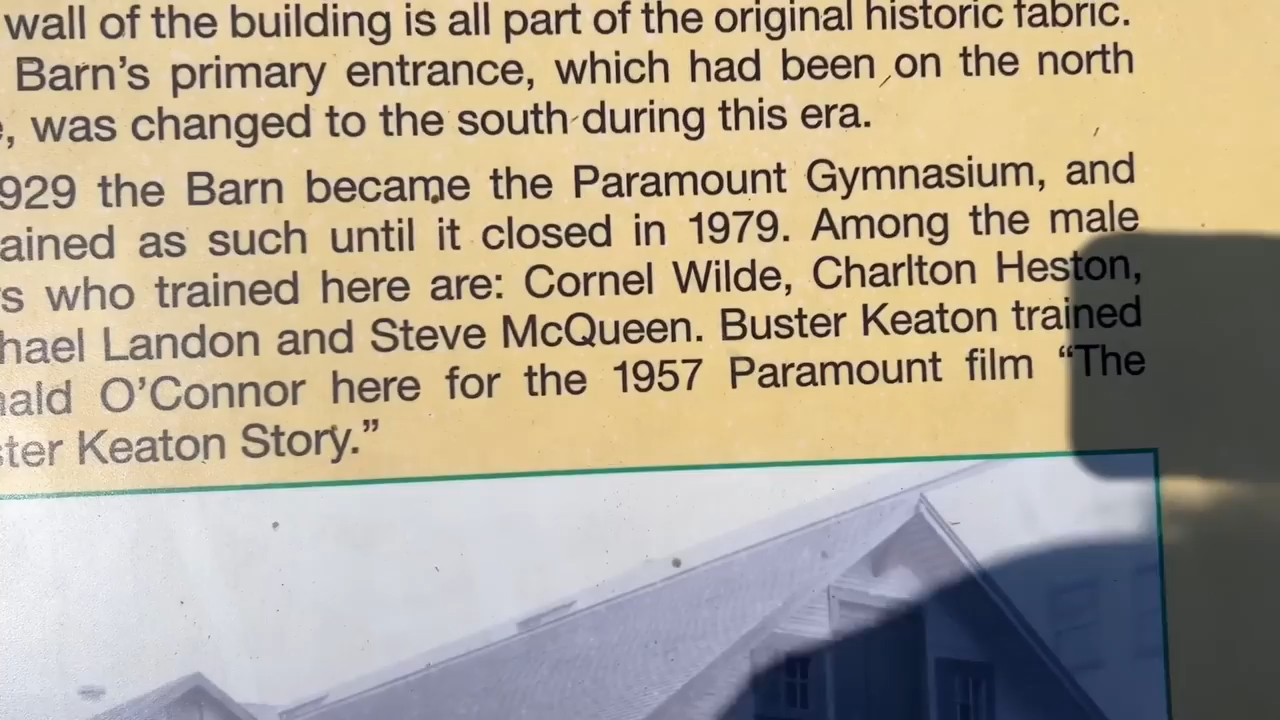 wall of the building is all part of the original historic fabric.
Barn's primary entrance, which had been on the north
, was changed to the south during this era.
929 the Barn became the Paramount Gymnasium, and
ained as such until it closed in 1979. Among the male
s who trained here are: Cornel Wilde, Charlton Heston,
hael Landon and Steve McQueen. Buster Keaton trained
ald O'Connor here for the 1957 Paramount film “The
ter Keaton Story.”